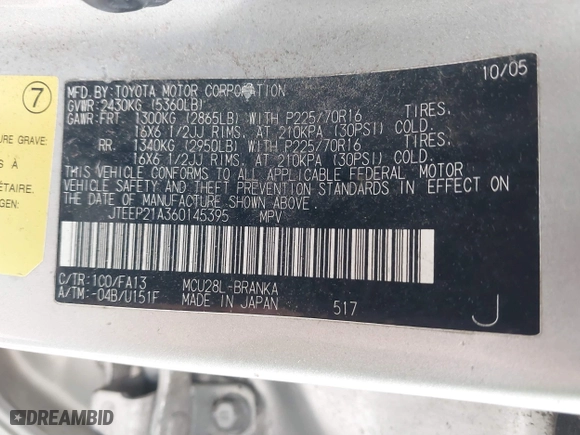 10/05
MFD. BY: TOYOTA MOTOR CORPORATION
GVWR: 2430KG (5360LB)
GAWR: FRT. 1300KG (2865LB) WITH P225/70R16 TIRES,
16X6 1/2JJ RIMS, AT 210KPA (30PSI) COLD.
RR. 1340KG (2950LB) WITH P225/70R16 TIRES,
16X6 1/2JJ RIMS, AT 210KPA (30PSI) COLD.
THIS VEHICLE CONFORMS TO ALL APPLICABLE FEDERAL MOTOR
VEHICLE SAFETY AND THEFT PREVENTION STANDARDS IN EFFECT ON
THE DATE OF MANUFACTURE SHOWN ABOVE.
JTEEP21A360145395 MPV
C/TR: 1C0/FA13 MCU28L-BRANKA
A/TM: -04B/U151F MADE IN JAPAN 517 J
7
URE GRAVE:
S À
ÉTAIRE.
GEN:
DREAMBID